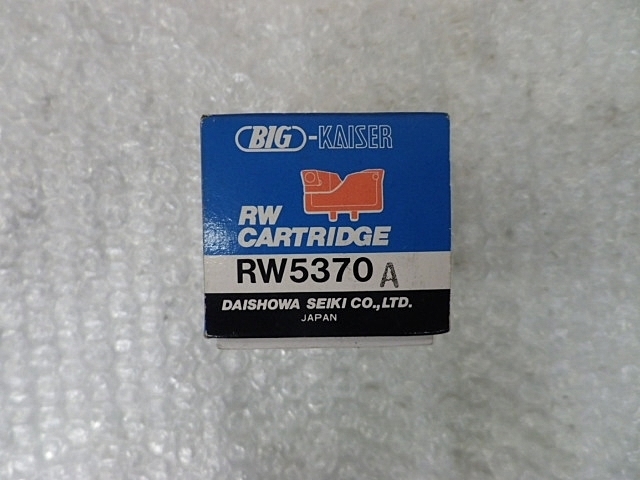 BIG-KAISER
RW
CARTRIDGE
RW5370 A
DAISHOWA SEIKI CO.,LTD.
JAPAN